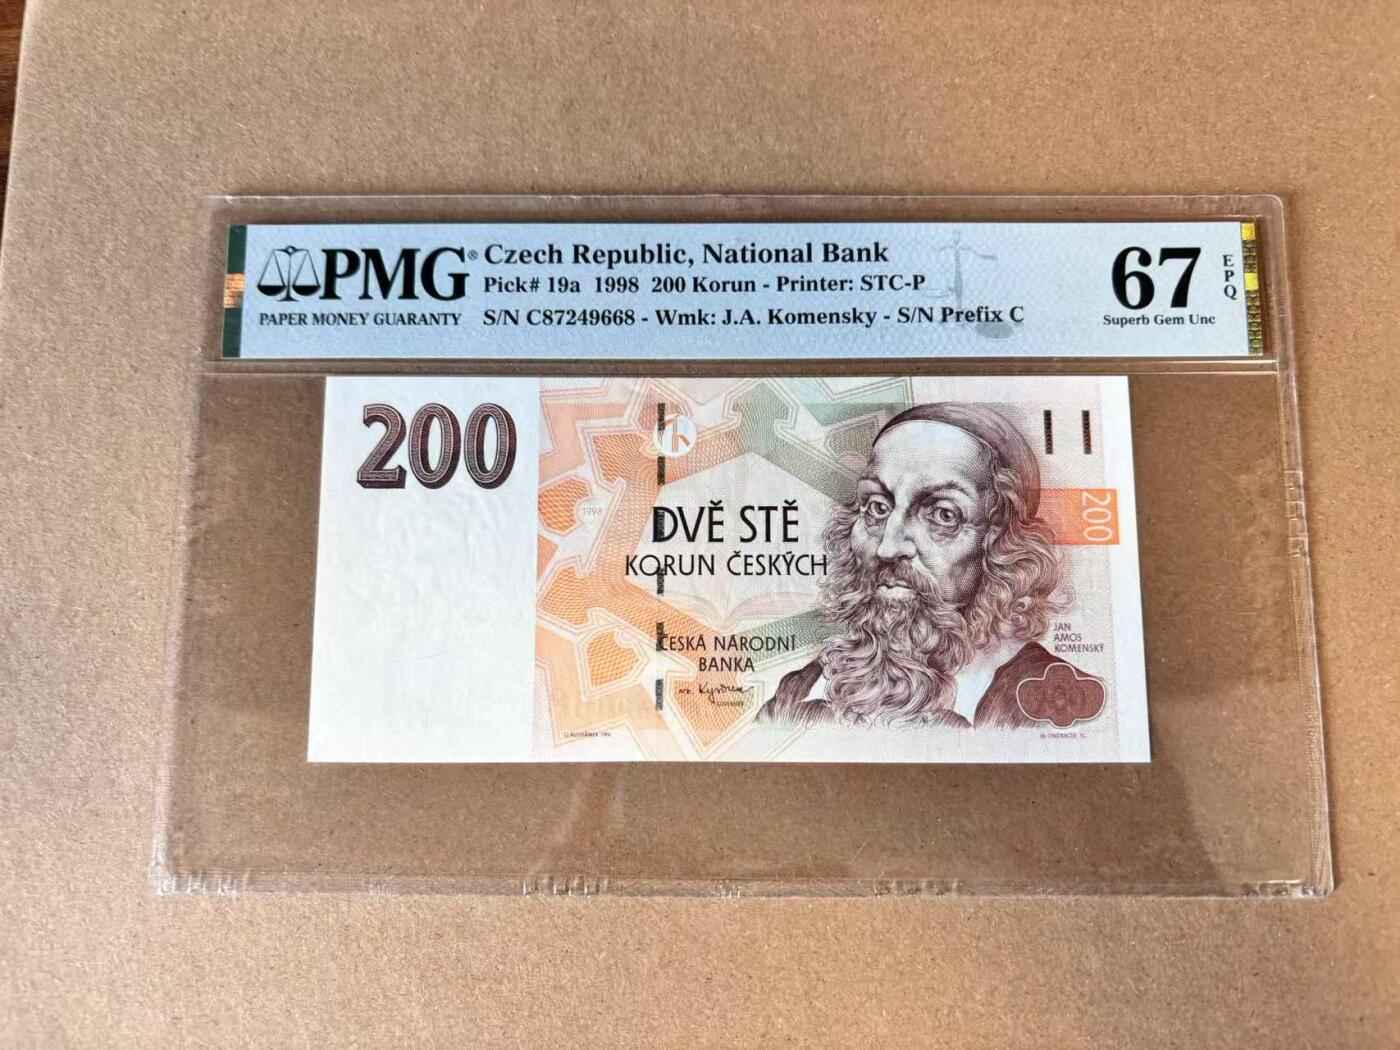 PMG®
PAPER MONEY GUARANTY
Czech Republic, National Bank
Pick# 19a 1998 200 Korun - Printer: STC-P
S/N C87249668 - Wmk: J.A. Komensky - S/N Prefix C
67
EPQ
Superb Gem Unc
200
1998
DVĚ STĚ
KORUN ČESKÝCH
200
ČESKÁ NÁRODNÍ
BANKA
GUVERNÉR
JAN
AMOS
KOMENSKÝ